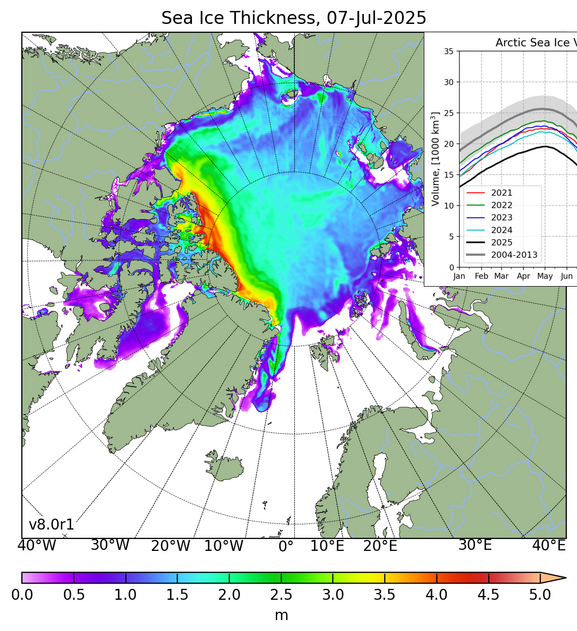 Sea Ice Thickness, 07-Jul-2025
Arctic Sea Ice V
35
30
25
20
15
10
5
0
Volume, [1000 km³]
2021
2022
2023
2024
2025
2004-2013
Jan Feb Mar Apr May Jun
v8.0r1
40°W 30°W 20°W 10°W 0° 10°E 20°E 30°E 40°E
0.0 0.5 1.0 1.5 2.0 2.5 3.0 3.5 4.0 4.5 5.0
m